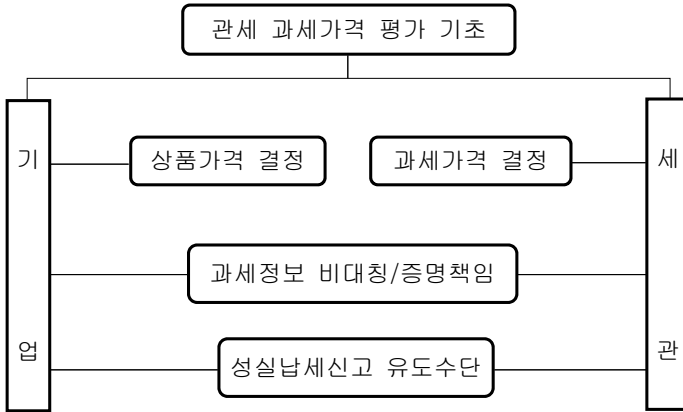 관세 과세가격 평가 기초
기업
세관
상품가격 결정
과세가격 결정
과세정보 비대칭/증명책임
성실납세신고 유도수단